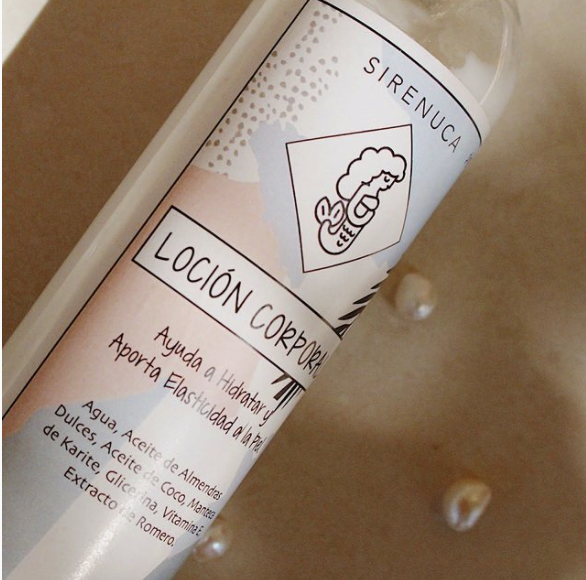 SIRENUCA
LOCIÓN CORPORA
Ayuda a Hidratar y
Aporta Elasticidad a la Piel
Agua, Aceite de Almendras
Dulces, Aceite de Coco, Manteca
de Karite, Glicerina, Vitamina E,
Extracto de Romero.